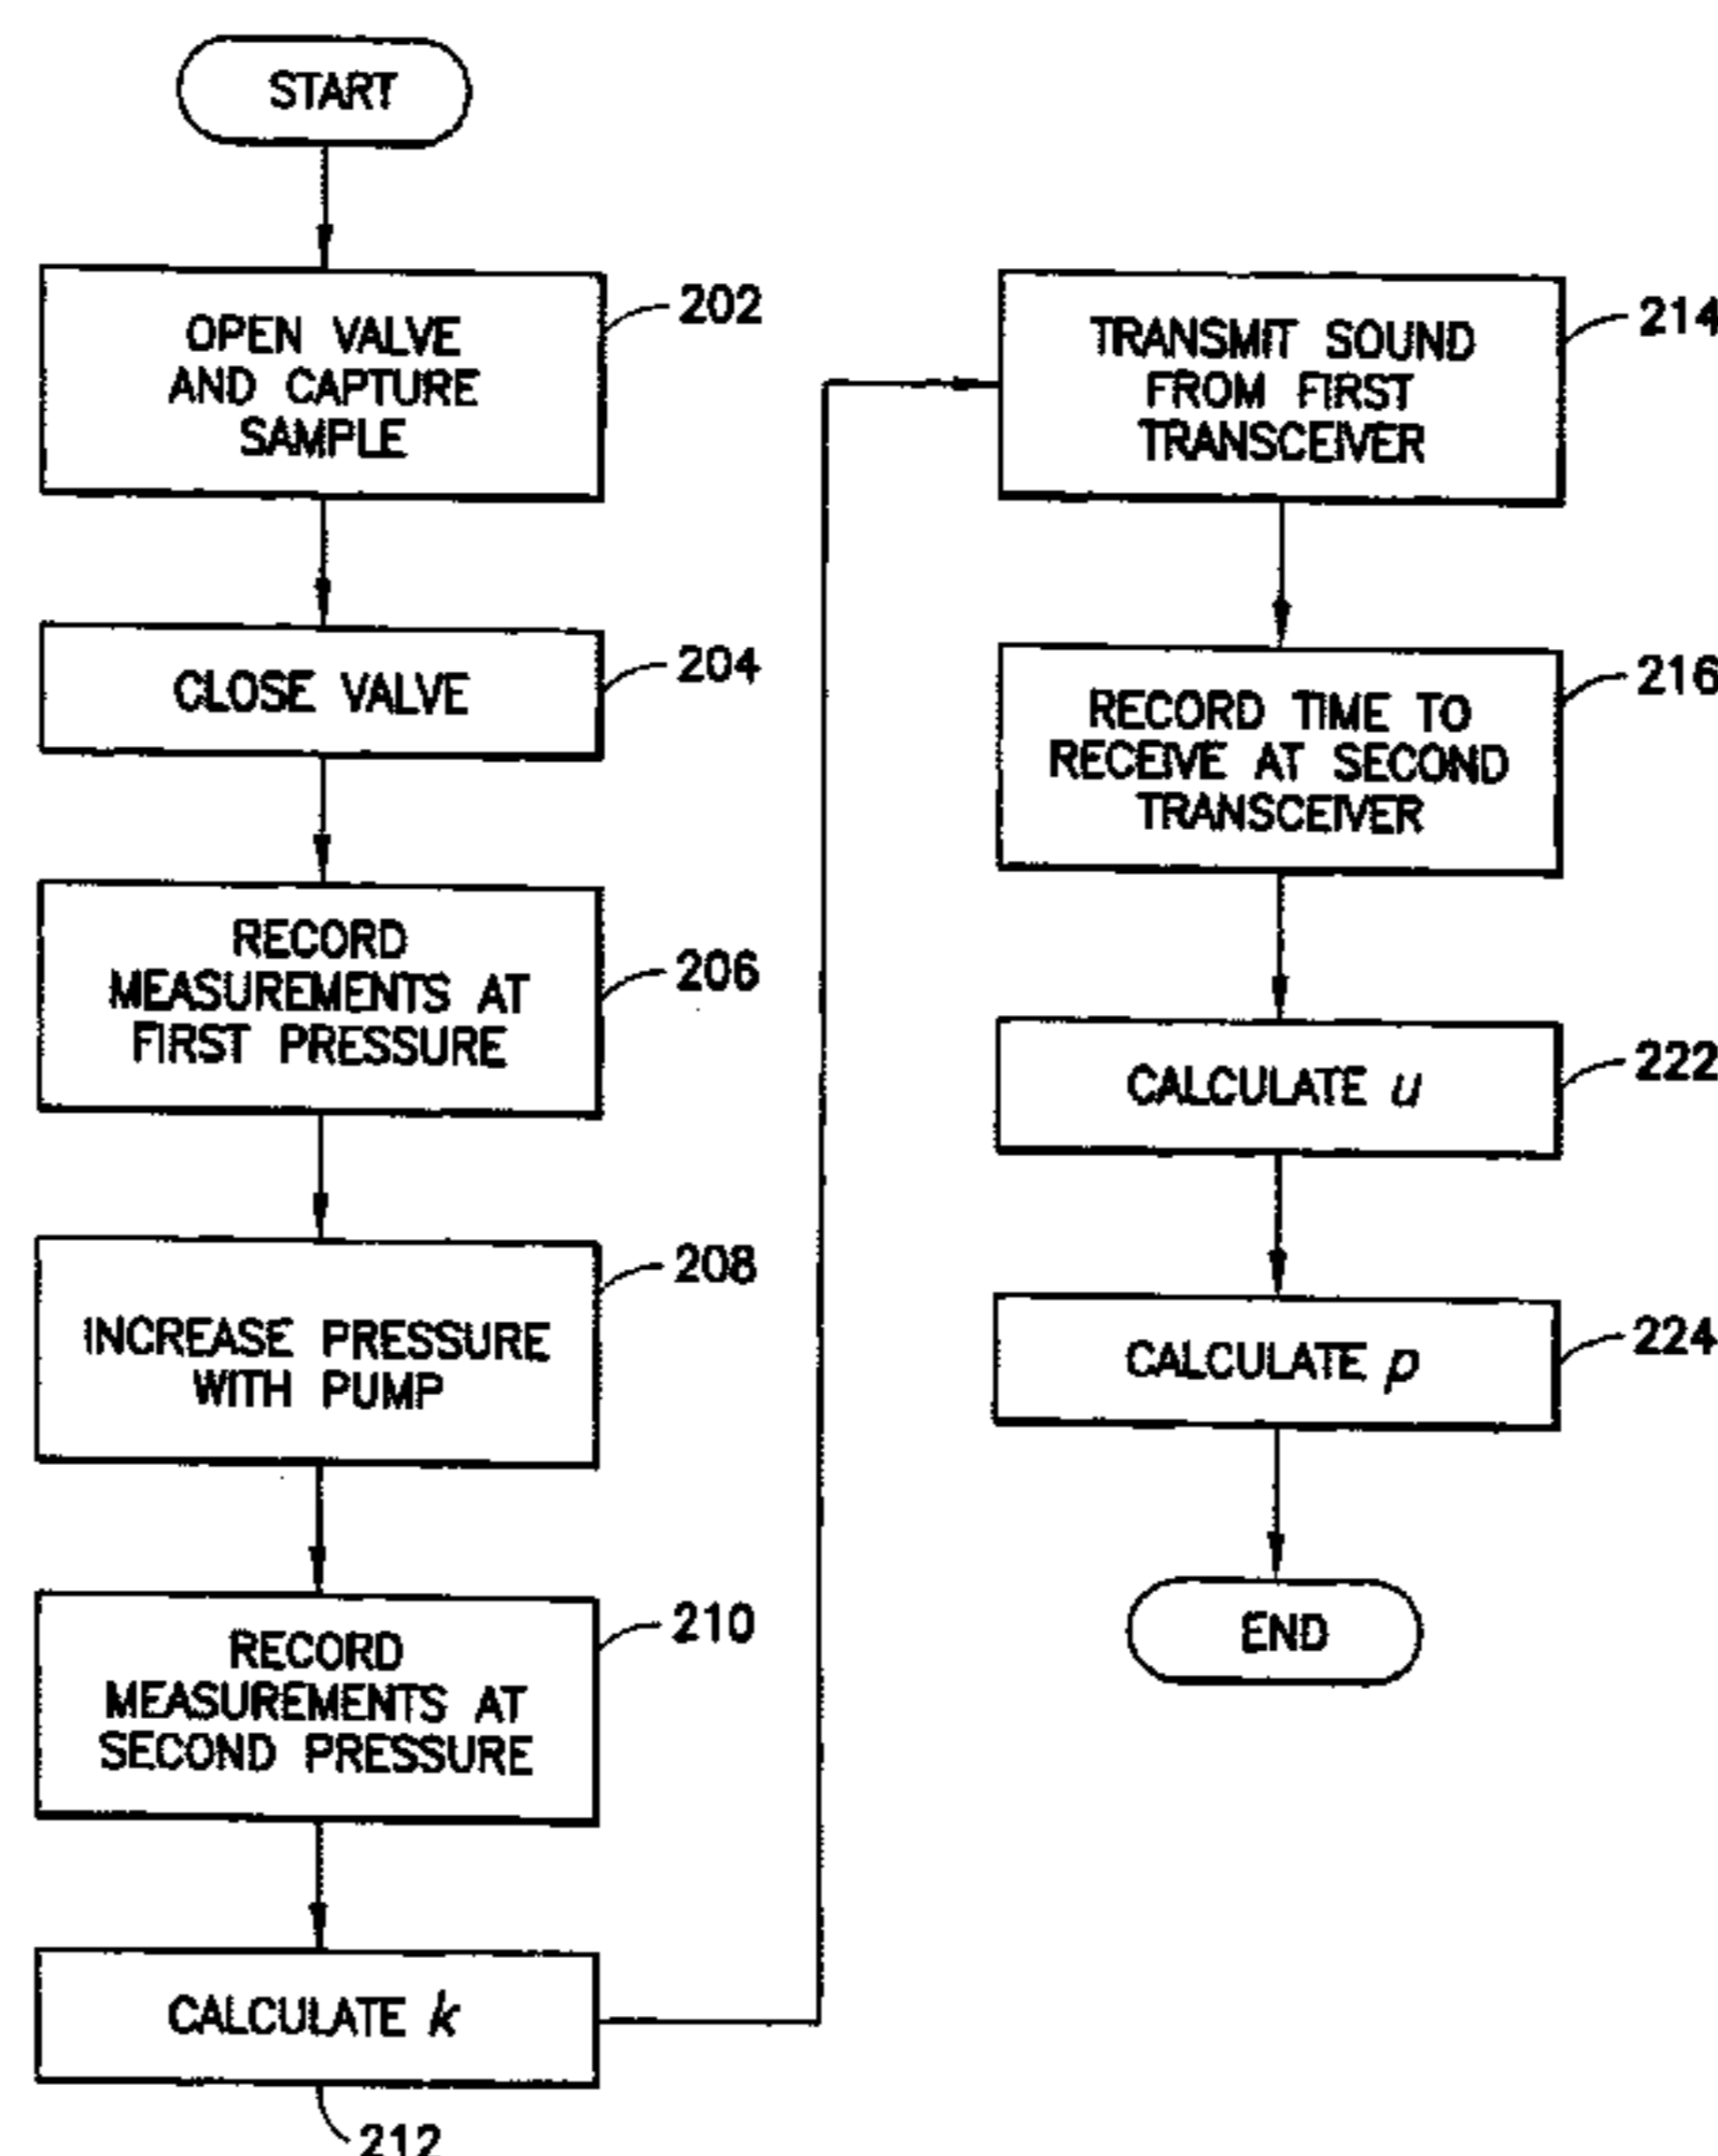 START
OPEN VALVE
AND CAPTURE
SAMPLE
202
CLOSE VALVE
204
RECORD
MEASUREMENTS AT
FIRST PRESSURE
206
INCREASE PRESSURE
WITH PUMP
208
RECORD
MEASUREMENTS AT
SECOND PRESSURE
210
CALCULATE k
212
TRANSMIT SOUND
FROM FIRST
TRANSCEIVER
214
RECORD TIME TO
RECEIVE AT SECOND
TRANSCEIVER
216
CALCULATE u
222
CALCULATE p
224
END